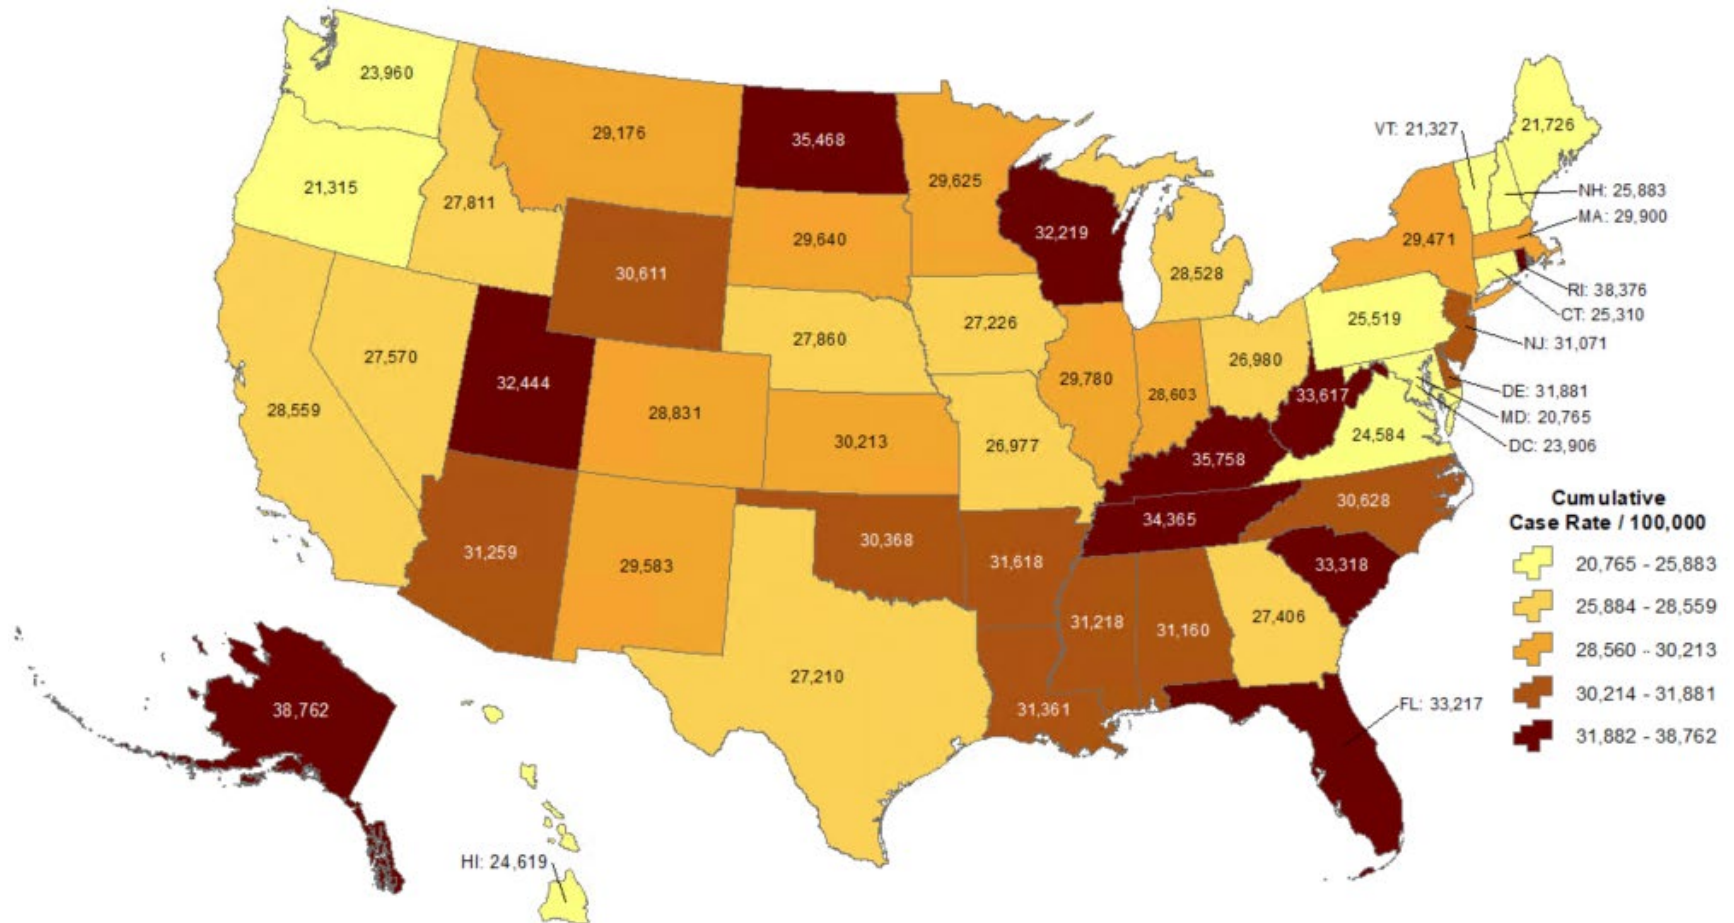 23,960
29,176
35,468
29,625
21,726
VT: 21,327
21,315
27,811
NH: 25,883
MA: 29,900
29,640
32,219
29,471
30,611
28,528
RI: 38,376
CT: 25,310
27,860
27,226
25,519
NJ: 31,071
27,570
32,444
26,980
28,559
28,831
29,780
28,603
33,617
DE: 31,881
MD: 20,765
DC: 23,906
30,213
26,977
35,758
24,584
31,259
29,583
30,368
31,618
34,365
30,628
33,318
31,218
31,160
27,406
27,210
31,361
FL: 33,217
38,762
HI: 24,619
Cumulative
Case Rate / 100,000
20,765 - 25,883
25,884 - 28,559
28,560 - 30,213
30,214 - 31,881
31,882 - 38,762